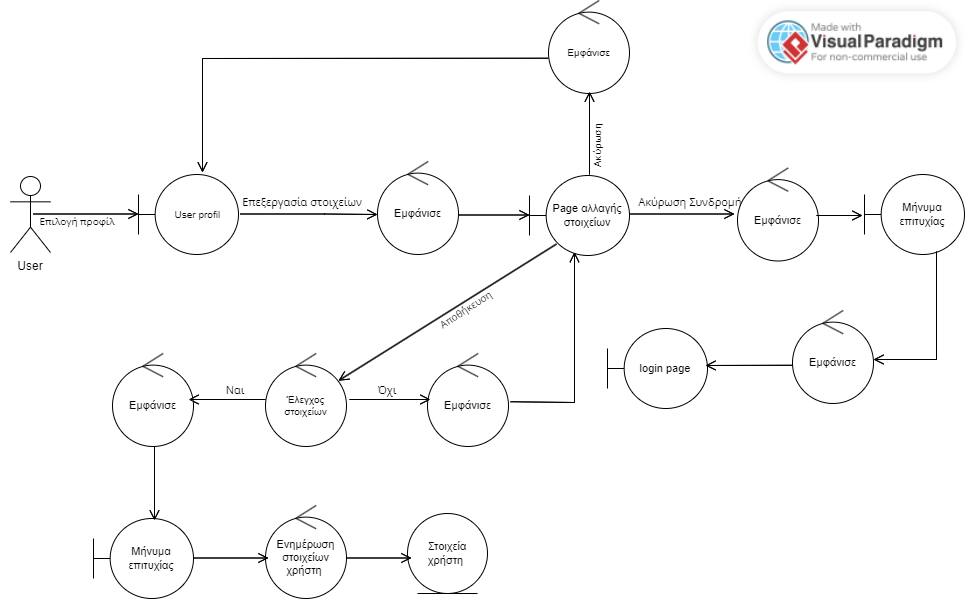 Made with
VisualParadigm
For non-commercial use
Εμφάνισε
Ακύρωση
User
Επιλογή προφίλ
User profil
Επεξεργασία στοιχείων
Εμφάνισε
Page αλλαγής
στοιχείων
Ακύρωση Συνδρομή
Εμφάνισε
Μήνυμα
επιτυχίας
Αποθήκευση
login page
Εμφάνισε
Εμφάνισε
Ναι
Έλεγχος
στοιχείων
Όχι
Εμφάνισε
Μήνυμα
επιτυχίας
Ενημέρωση
στοιχείων
χρήστη
Στοιχεία
χρήστη